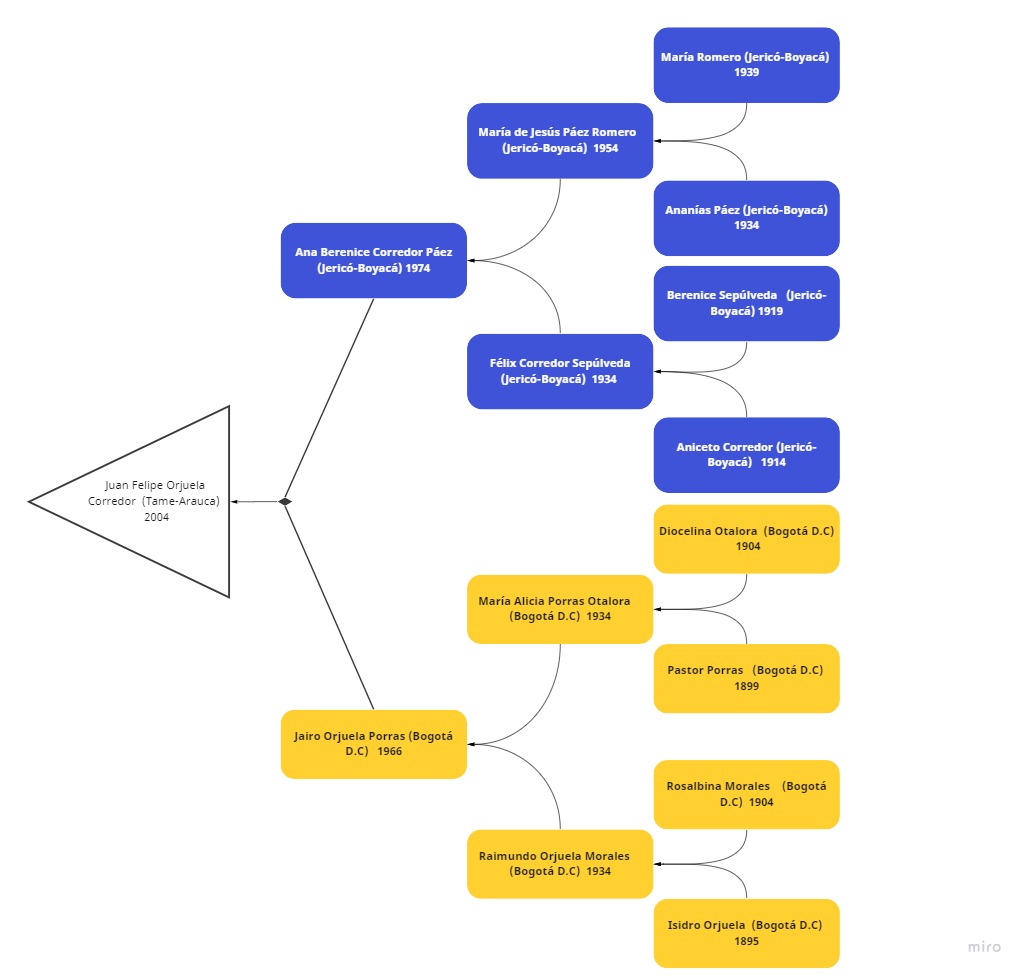 María Romero (Jericó-Boyacá)
1939
María de Jesús Páez Romero
(Jericó-Boyacá) 1954
Ananías Páez (Jericó-Boyacá)
1934
Ana Berenice Corredor Páez
(Jericó-Boyacá) 1974
Berenice Sepúlveda (Jericó-
Boyacá) 1919
Félix Corredor Sepúlveda
(Jericó-Boyacá) 1934
Aniceto Corredor (Jericó-
Boyacá) 1914
Juan Felipe Orjuela
Corredor (Tame-Arauca)
2004
Diocelina Otalora (Bogotá D.C)
1904
María Alicia Porras Otalora
(Bogotá D.C) 1934
Pastor Porras (Bogotá D.C)
1899
Jairo Orjuela Porras (Bogotá
D.C) 1966
Rosalbina Morales (Bogotá
D.C) 1904
Raimundo Orjuela Morales
(Bogotá D.C) 1934
Isidro Orjuela (Bogotá D.C)
1895
miro